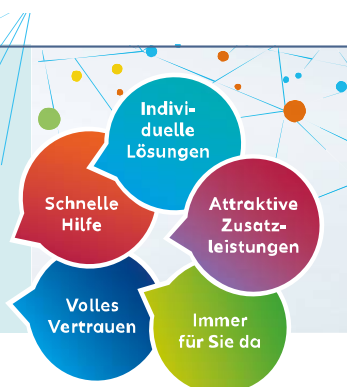 Indivi-
duelle
Lösungen
Schnelle
Hilfe
Attraktive
Zusatz-
leistungen
Volles
Vertrauen
Immer
für Sie da